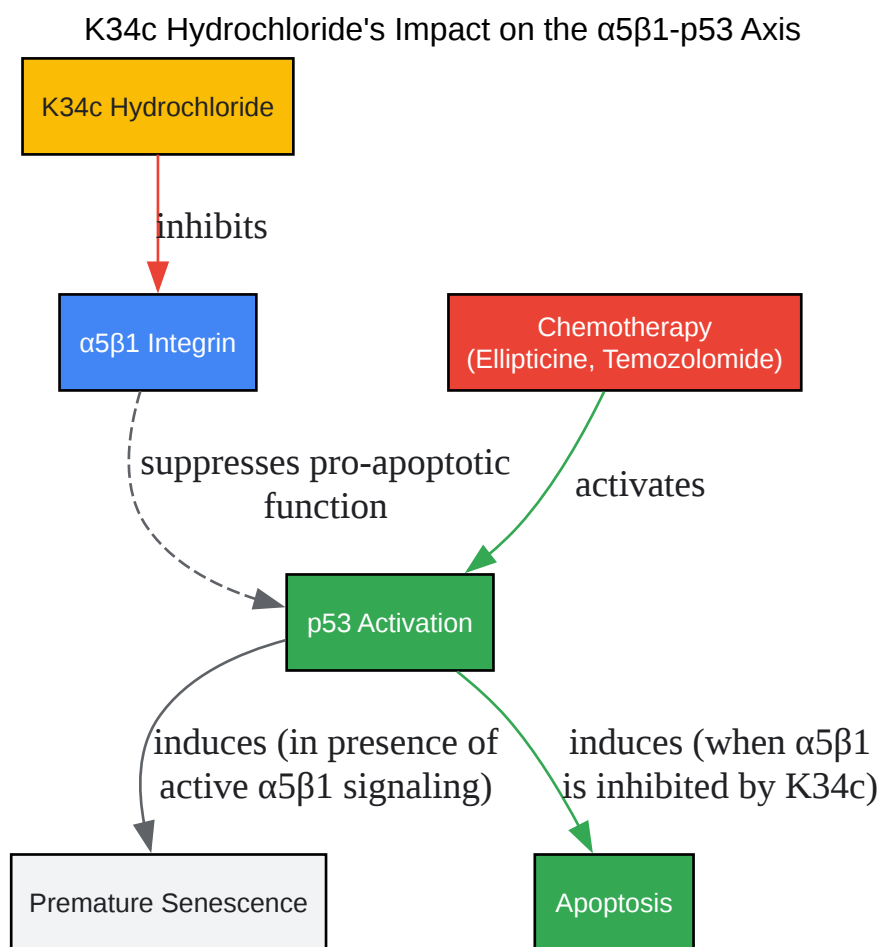 K34c Hydrochloride's Impact on the α5β1-p53 Axis
K34c Hydrochloride
inhibits
α5β1 Integrin
Chemotherapy
(Ellipticine, Temozolomide)
suppresses pro-apoptotic
function
activates
p53 Activation
induces (in presence of
active α5β1 signaling)
induces (when α5β1
is inhibited by K34c)
Premature Senescence
Apoptosis